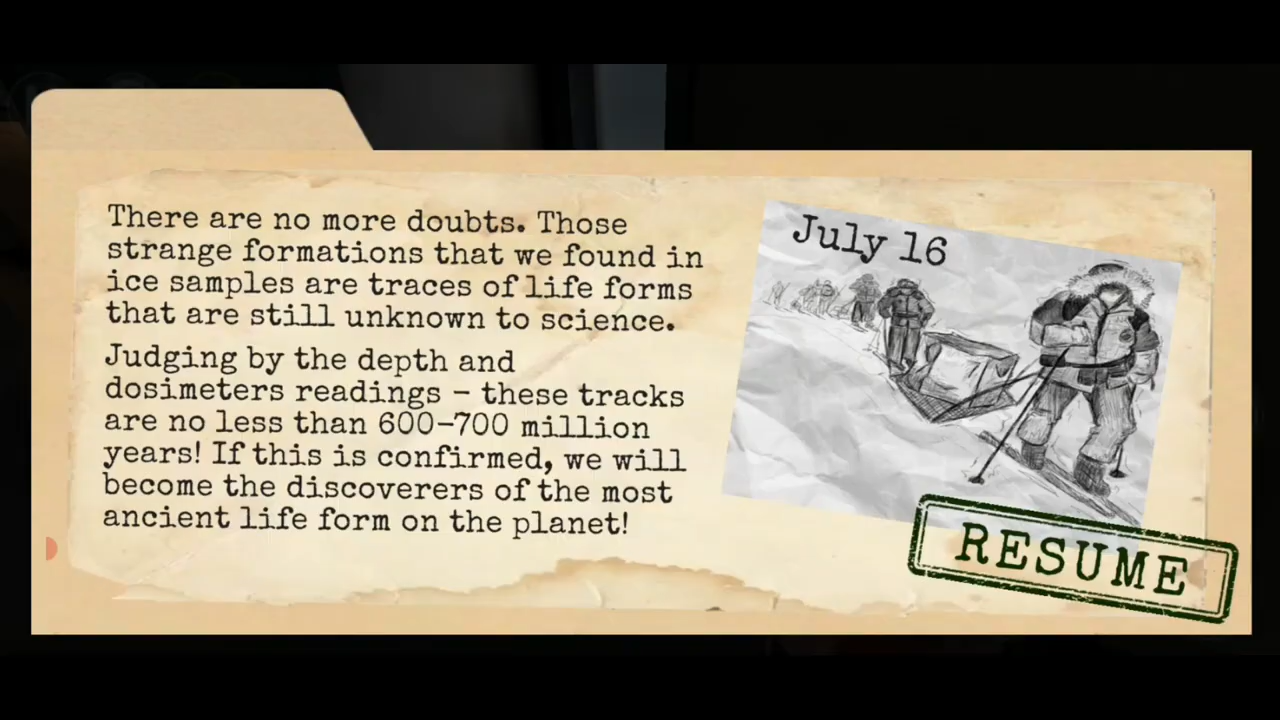 There are no more doubts. Those
strange formations that we found in
ice samples are traces of life forms
that are still unknown to science.
Judging by the depth and
dosimeters readings – these tracks
are no less than 600-700 million
years! If this is confirmed, we will
become the discoverers of the most
ancient life form on the planet!
July 16
RESUME